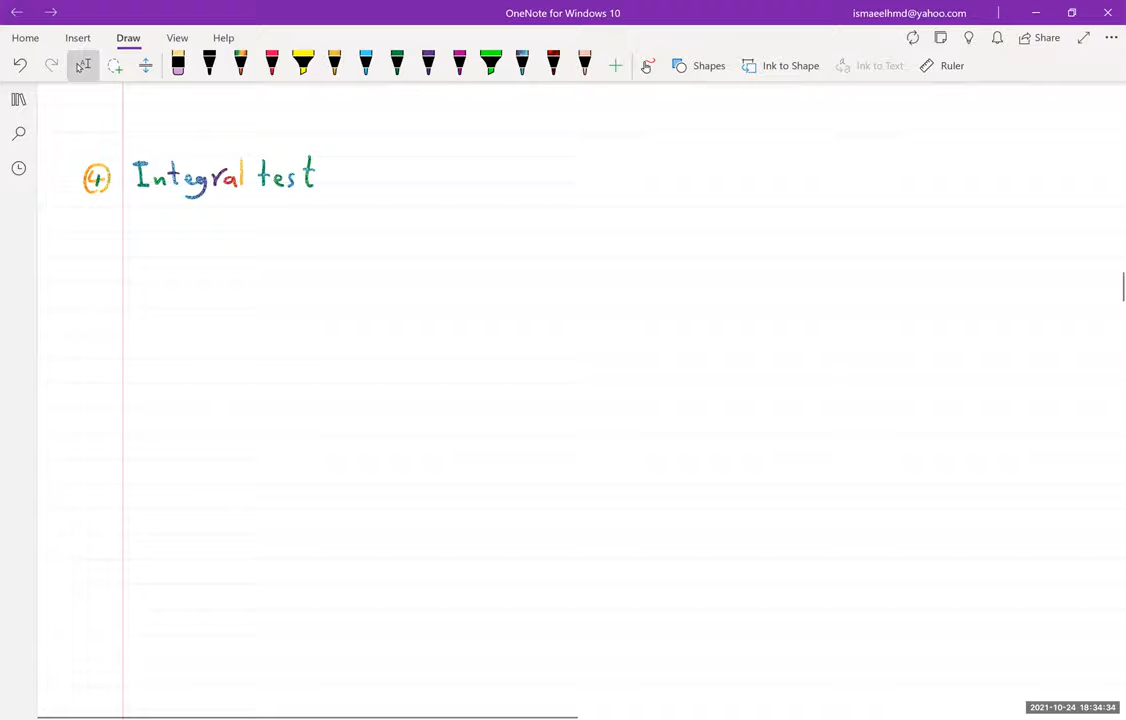 OneNote for Windows 10
ismaeelhmd@yahoo.com
Home Insert Draw View Help
Share
Shapes Ink to Shape Ink to Text Ruler
④ Integral test
2021-10-24 18:34:34